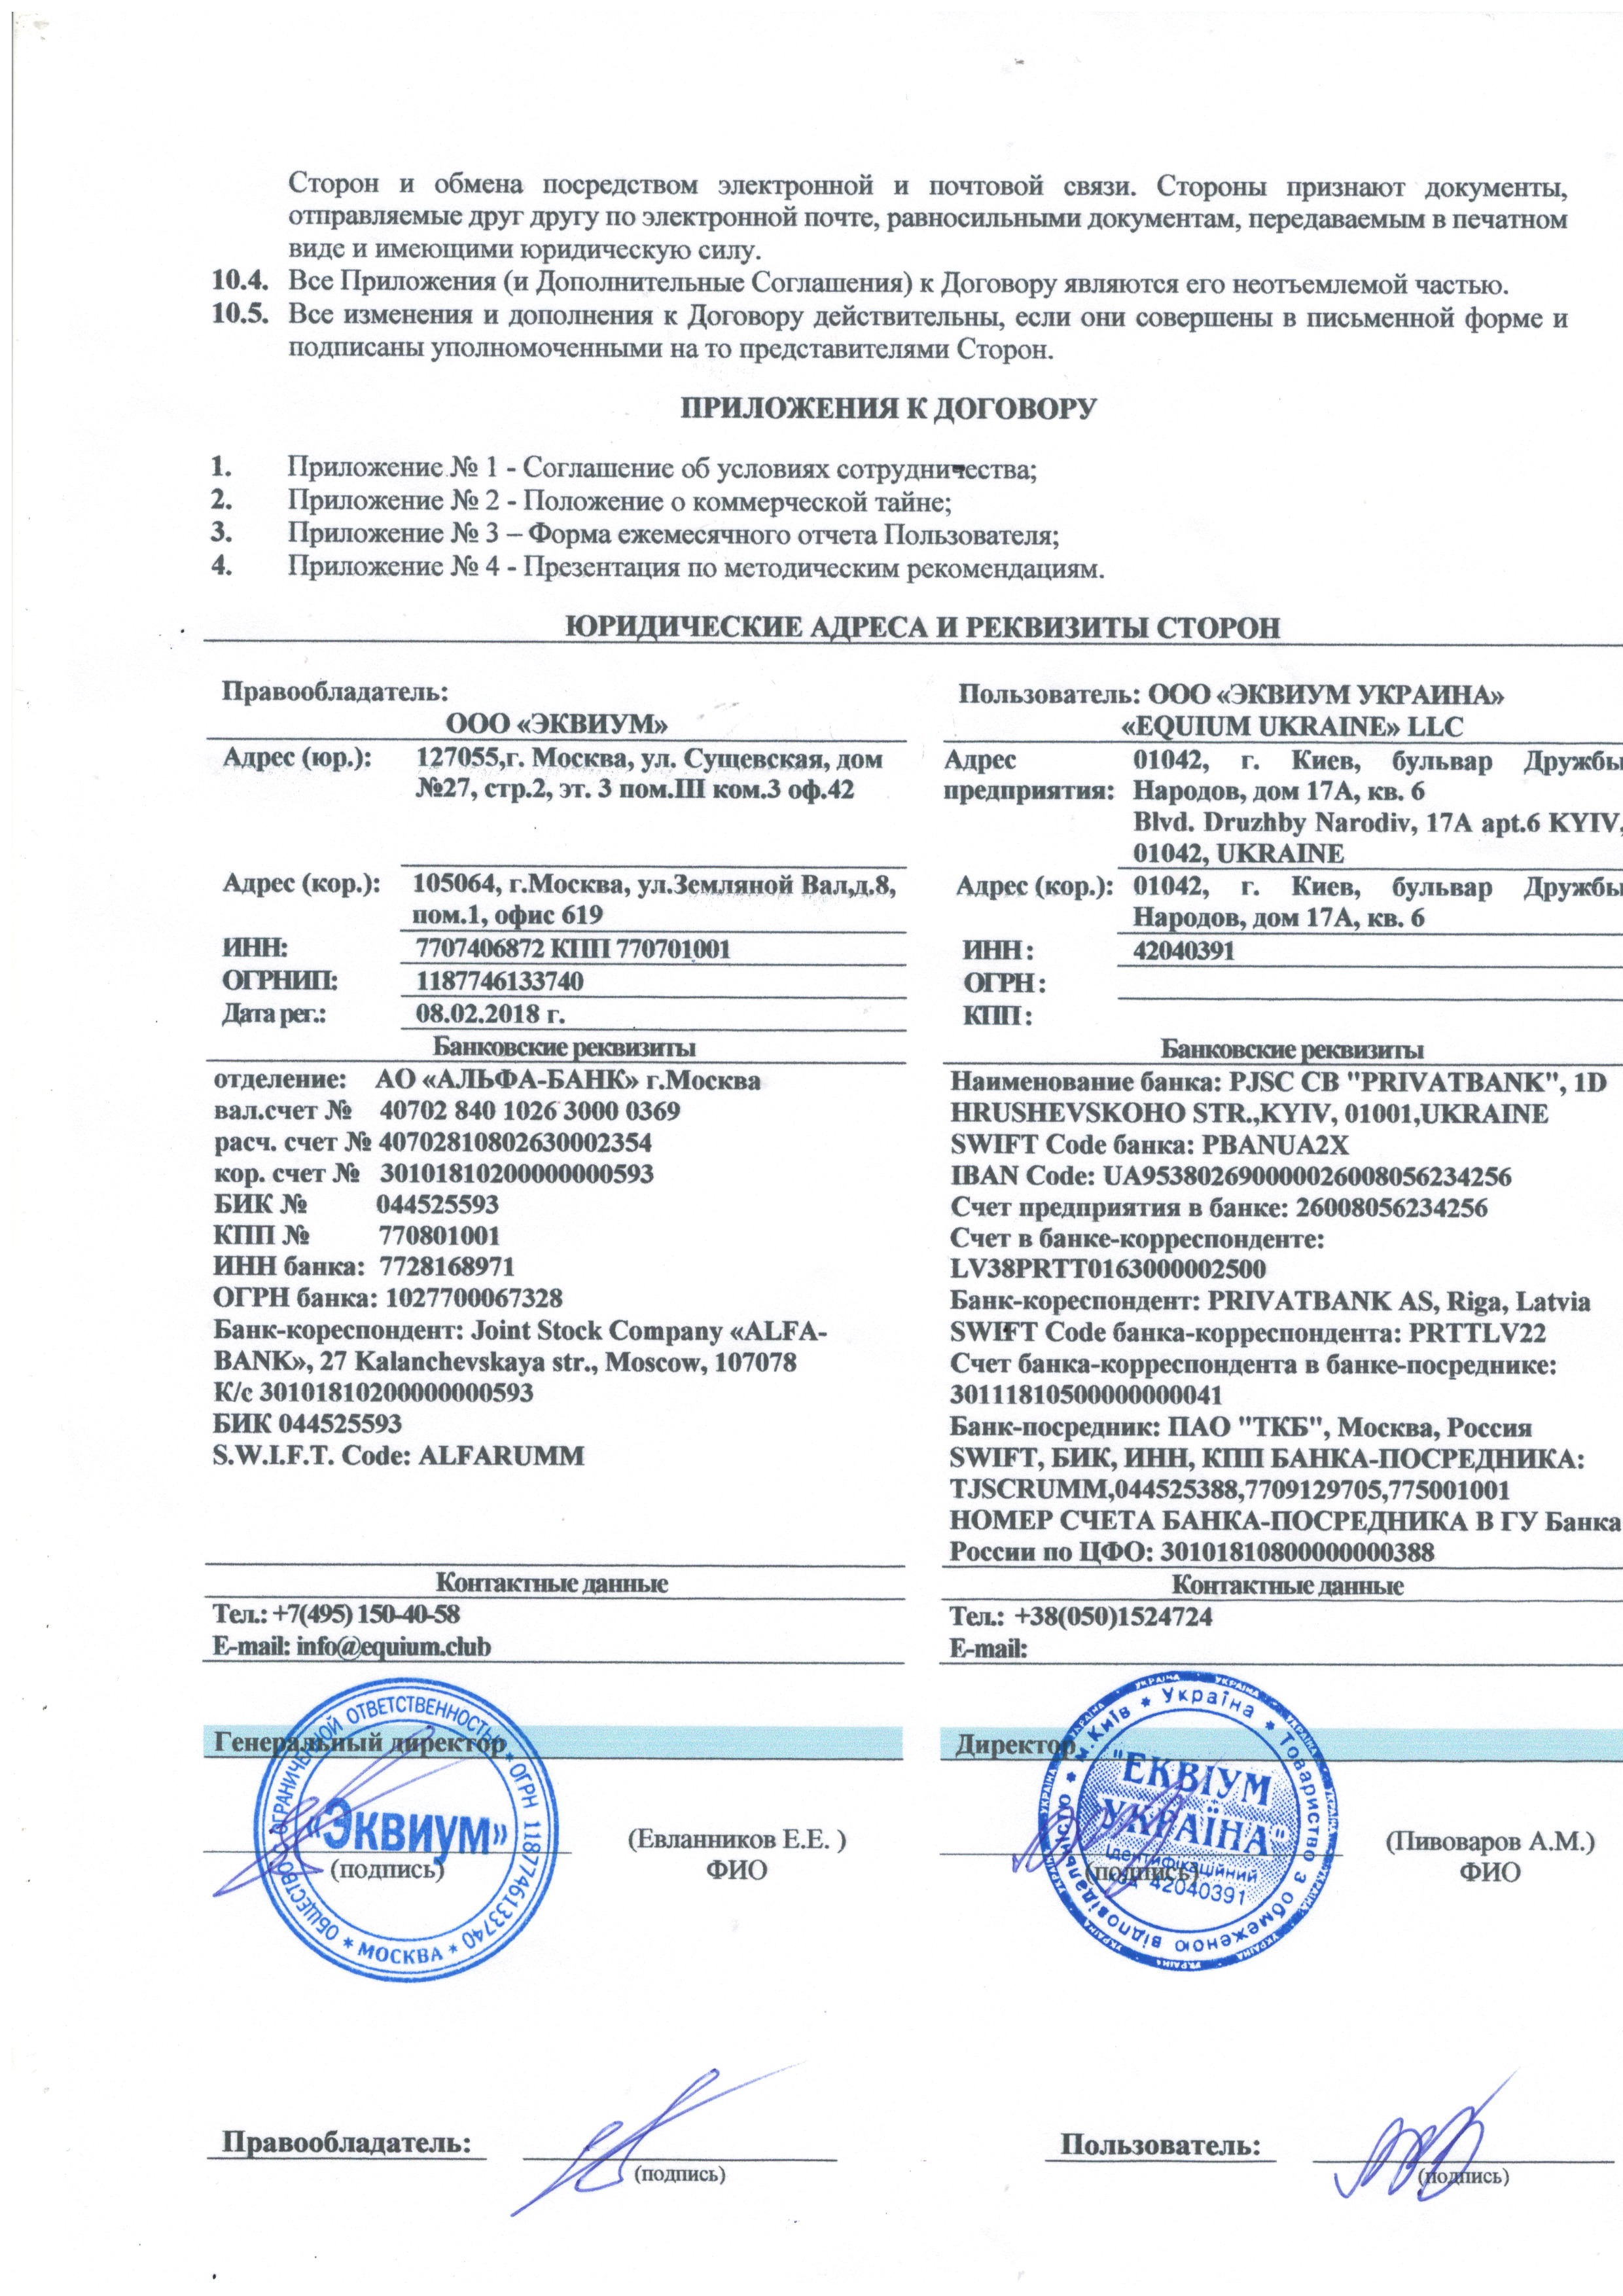 Сторон и обмена посредством электронной и почтовой связи. Стороны признают документы,
отправляемые друг другу по электронной почте, равносильными документам, передаваемым в печатном
виде и имеющими юридическую силу.
10.4. Все Приложения (и Дополнительные Соглашения) к Договору являются его неотъемлемой частью.
10.5. Все изменения и дополнения к Договору действительны, если они совершены в письменной форме и
подписаны уполномоченными на то представителями Сторон.
ПРИЛОЖЕНИЯ К ДОГОВОРУ
1. Приложение № 1 - Соглашение об условиях сотрудничества;
2. Приложение № 2 - Положение о коммерческой тайне;
3. Приложение № 3 – Форма ежемесячного отчета Пользователя;
4. Приложение № 4 - Презентация по методическим рекомендациям.
ЮРИДИЧЕСКИЕ АДРЕСА И РЕКВИЗИТЫ СТОРОН
Правообладатель:
ООО «ЭКВИУМ»
Адрес (юр.): 127055,г. Москва, ул. Сущевская, дом
№27, стр.2, эт. 3 пом.III ком.3 оф.42
Адрес (кор.): 105064, г.Москва, ул.Земляной Вал,д.8,
пом.1, офис 619
ИНН: 7707406872 КПП 770701001
ОГРНИП: 1187746133740
Дата рег.: 08.02.2018 г.
Банковские реквизиты
отделение: АО «АЛЬФА-БАНК» г.Москва
вал.счет № 40702 840 1026 3000 0369
расч. счет № 40702810802630002354
кор. счет № 30101810200000000593
БИК № 044525593
КПП № 770801001
ИНН банка: 7728168971
ОГРН банка: 1027700067328
Банк-кореспондент: Joint Stock Company «ALFA-
BANK», 27 Kalanchevskaya str., Moscow, 107078
К/с 30101810200000000593
БИК 044525593
S.W.I.F.T. Code: ALFARUMM
Контактные данные
Тел.: +7(495) 150-40-58
E-mail: info@equium.club
Генеральный директор
ОБЩЕСТВО С ОГРАНИЧЕННОЙ ОТВЕТСТВЕННОСТЬЮ * ОГРН 1187746133740 * МОСКВА *
«Эквиум»
(Евланников Е.Е. )
(подпись) ФИО
Пользователь: ООО «ЭКВИУМ УКРАИНА»
«EQUIUM UKRAINE» LLC
Адрес 01042, г. Киев, бульвар Дружбы
предприятия: Народов, дом 17А, кв. 6
Blvd. Druzhby Narodiv, 17A apt.6 KYIV,
01042, UKRAINE
Адрес (кор.): 01042, г. Киев, бульвар Дружбы
Народов, дом 17А, кв. 6
ИНН : 42040391
ОГРН :
КПП :
Банковские реквизиты
Наименование банка: PJSC CB "PRIVATBANK", 1D
HRUSHEVSKOHO STR.,KYIV, 01001,UKRAINE
SWIFT Code банка: PBANUA2X
IBAN Code: UA953802690000026008056234256
Счет предприятия в банке: 26008056234256
Счет в банке-корреспонденте:
LV38PRTT0163000002500
Банк-кореспондент: PRIVATBANK AS, Riga, Latvia
SWIFT Code банка-корреспондента: PRTTLV22
Счет банка-корреспондента в банке-посреднике:
30111810500000000041
Банк-посредник: ПАО "ТКБ", Москва, Россия
SWIFT, БИК, ИНН, КПП БАНКА-ПОСРЕДНИКА:
TJSCRUMM,044525388,7709129705,775001001
НОМЕР СЧЕТА БАНКА-ПОСРЕДНИКА В ГУ Банка
России по ЦФО: 30101810800000000388
Контактные данные
Тел.: +38(050)1524724
E-mail:
Директор
м.Київ * Україна * Товариство з обмеженою відповідальністю *
"ЕКВІУМ
УКРАЇНА"
Ідентифікаційний
код 42040391
(Пивоваров А.М.)
(подпись) ФИО
Правообладатель: Пользователь:
(подпись) (подпись)